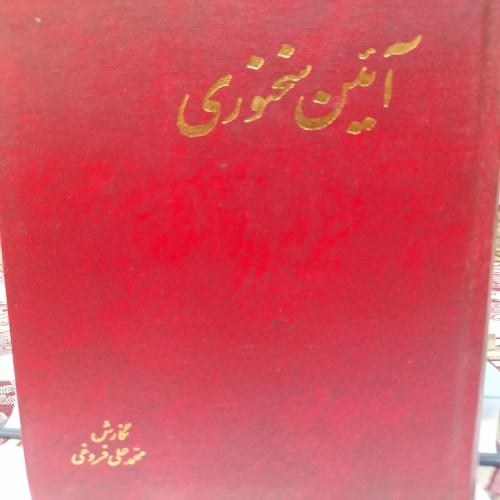 آئین سخنوری
نگارش
محمد علی فروغی